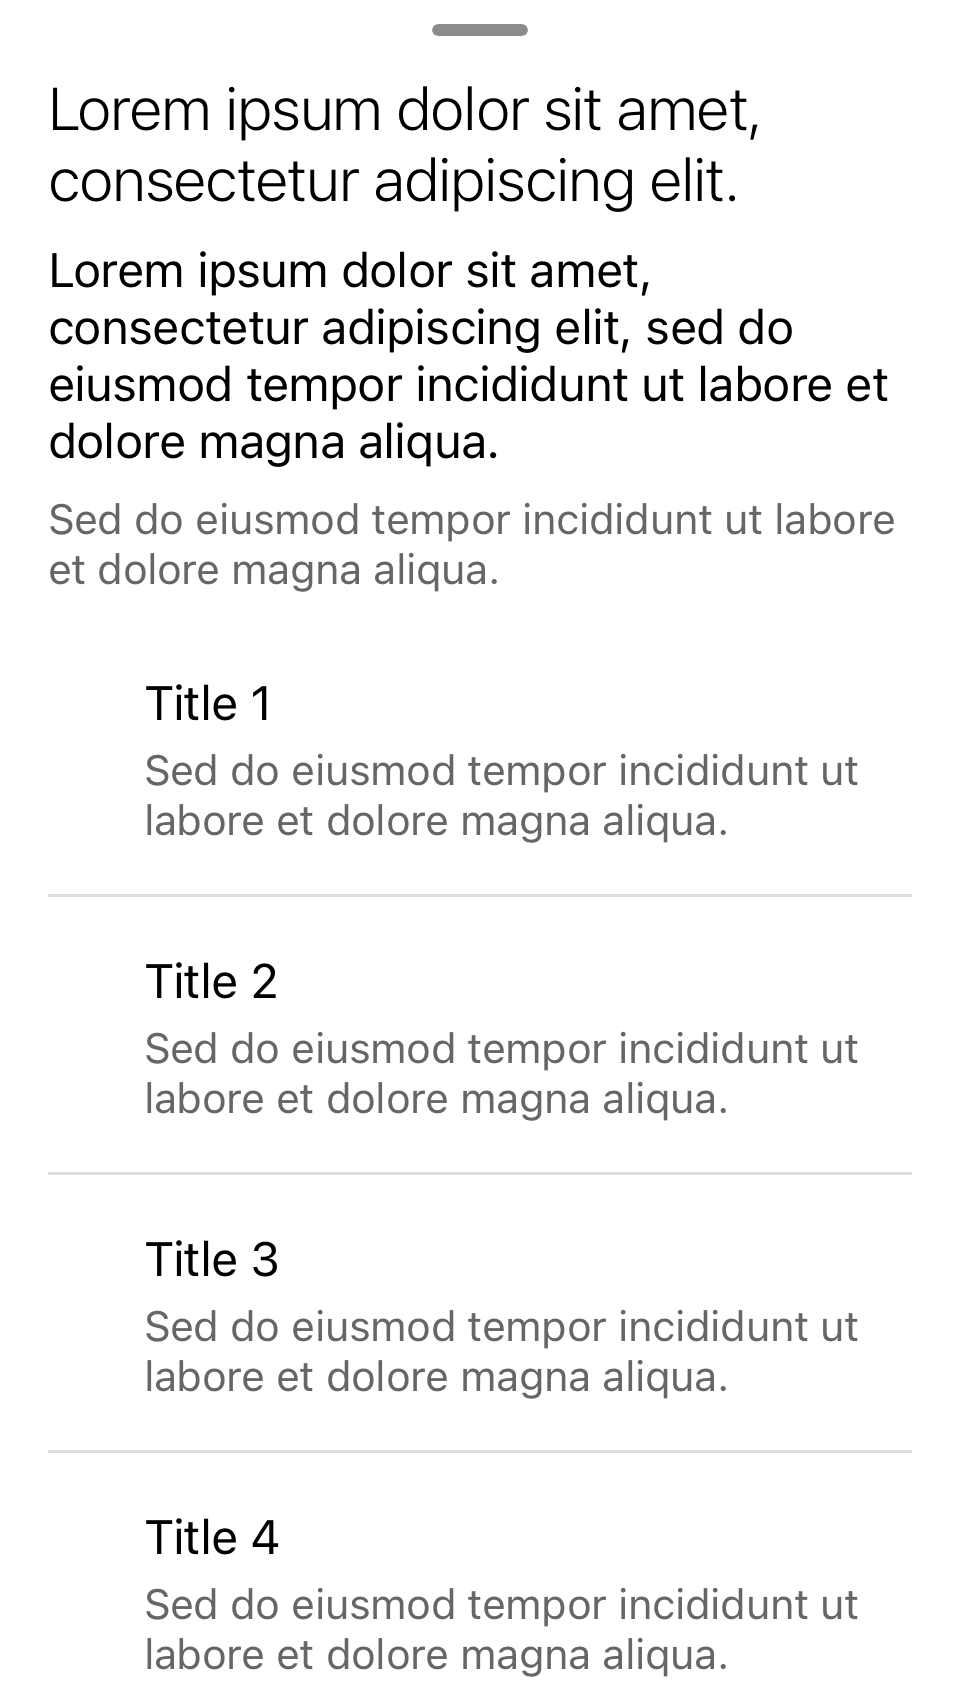 Lorem ipsum dolor sit amet,
consectetur adipiscing elit.
Lorem ipsum dolor sit amet,
consectetur adipiscing elit, sed do
eiusmod tempor incididunt ut labore et
dolore magna aliqua.
Sed do eiusmod tempor incididunt ut labore
et dolore magna aliqua.
Title 1
Sed do eiusmod tempor incididunt ut
labore et dolore magna aliqua.
Title 2
Sed do eiusmod tempor incididunt ut
labore et dolore magna aliqua.
Title 3
Sed do eiusmod tempor incididunt ut
labore et dolore magna aliqua.
Title 4
Sed do eiusmod tempor incididunt ut
labore et dolore magna aliqua.